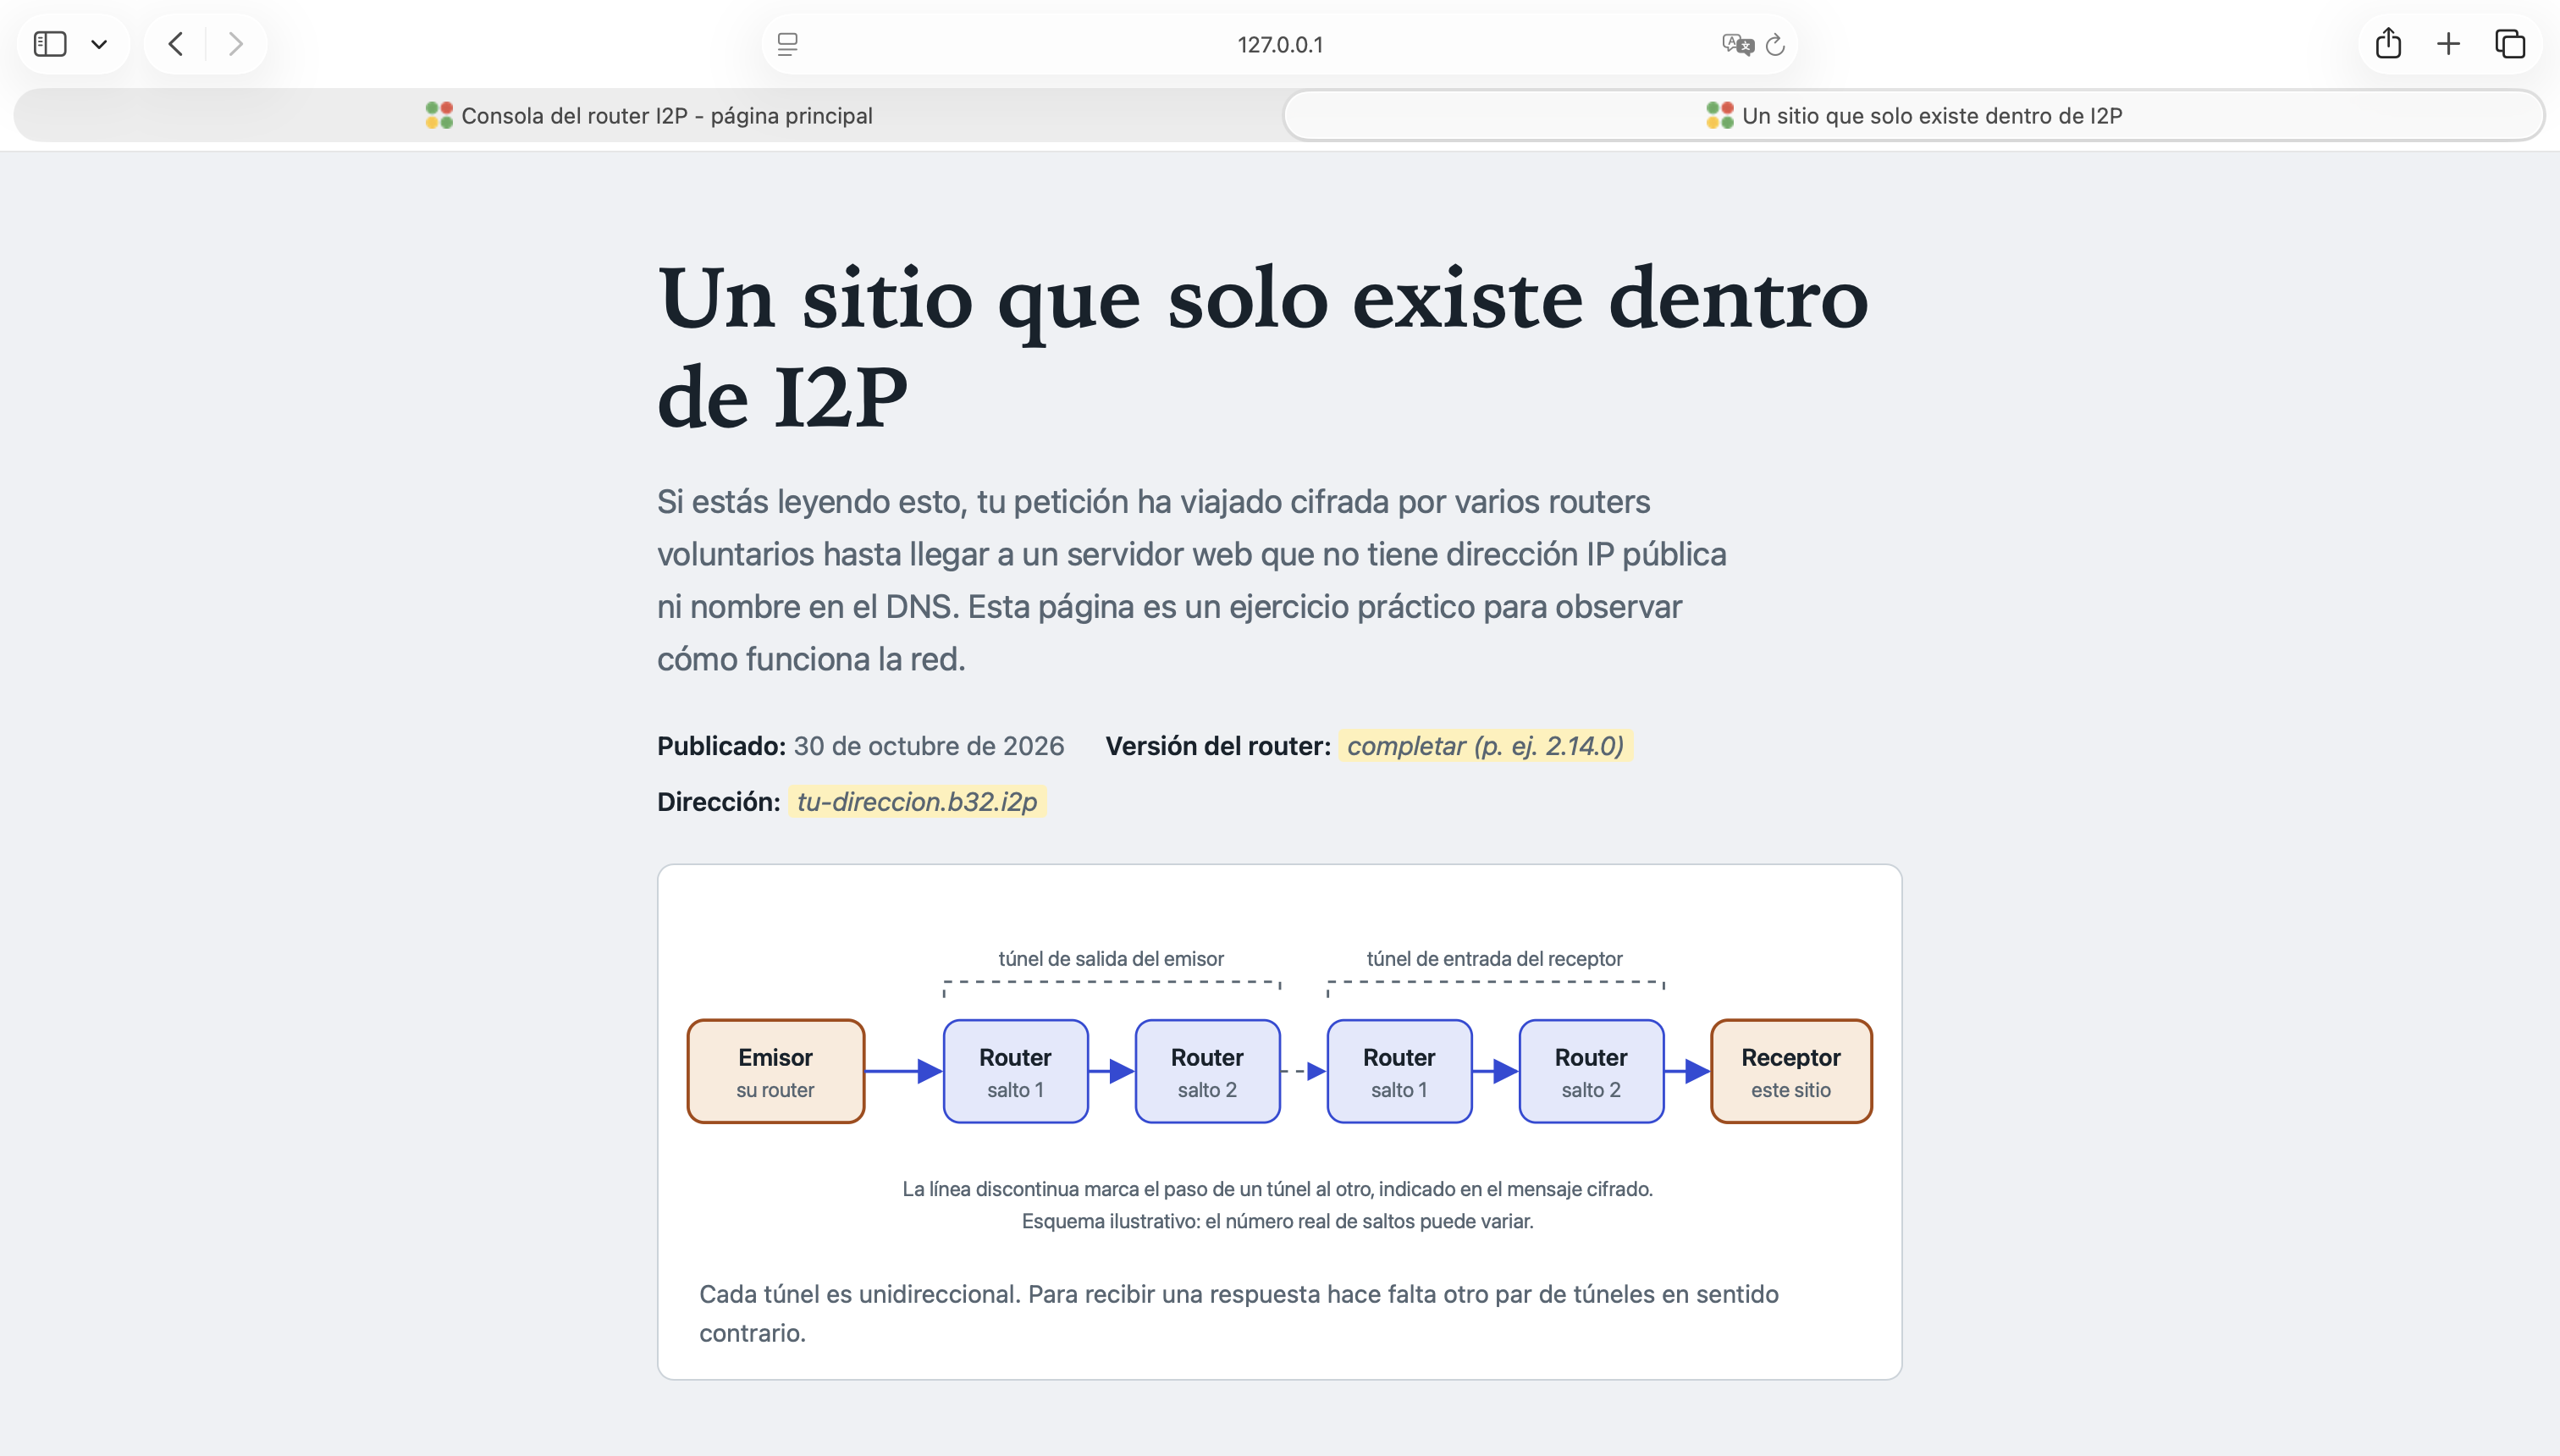 127.0.0.1
Consola del router I2P - página principal
Un sitio que solo existe dentro de I2P
Un sitio que solo existe dentro
de I2P
Si estás leyendo esto, tu petición ha viajado cifrada por varios routers
voluntarios hasta llegar a un servidor web que no tiene dirección IP pública
ni nombre en el DNS. Esta página es un ejercicio práctico para observar
cómo funciona la red.
Publicado: 30 de octubre de 2026 Versión del router: completar (p. ej. 2.14.0)
Dirección: tu-direccion.b32.i2p
túnel de salida del emisor
túnel de entrada del receptor
Emisor
su router
Router
salto 1
Router
salto 2
Router
salto 1
Router
salto 2
Receptor
este sitio
La línea discontinua marca el paso de un túnel al otro, indicado en el mensaje cifrado.
Esquema ilustrativo: el número real de saltos puede variar.
Cada túnel es unidireccional. Para recibir una respuesta hace falta otro par de túneles en sentido
contrario.